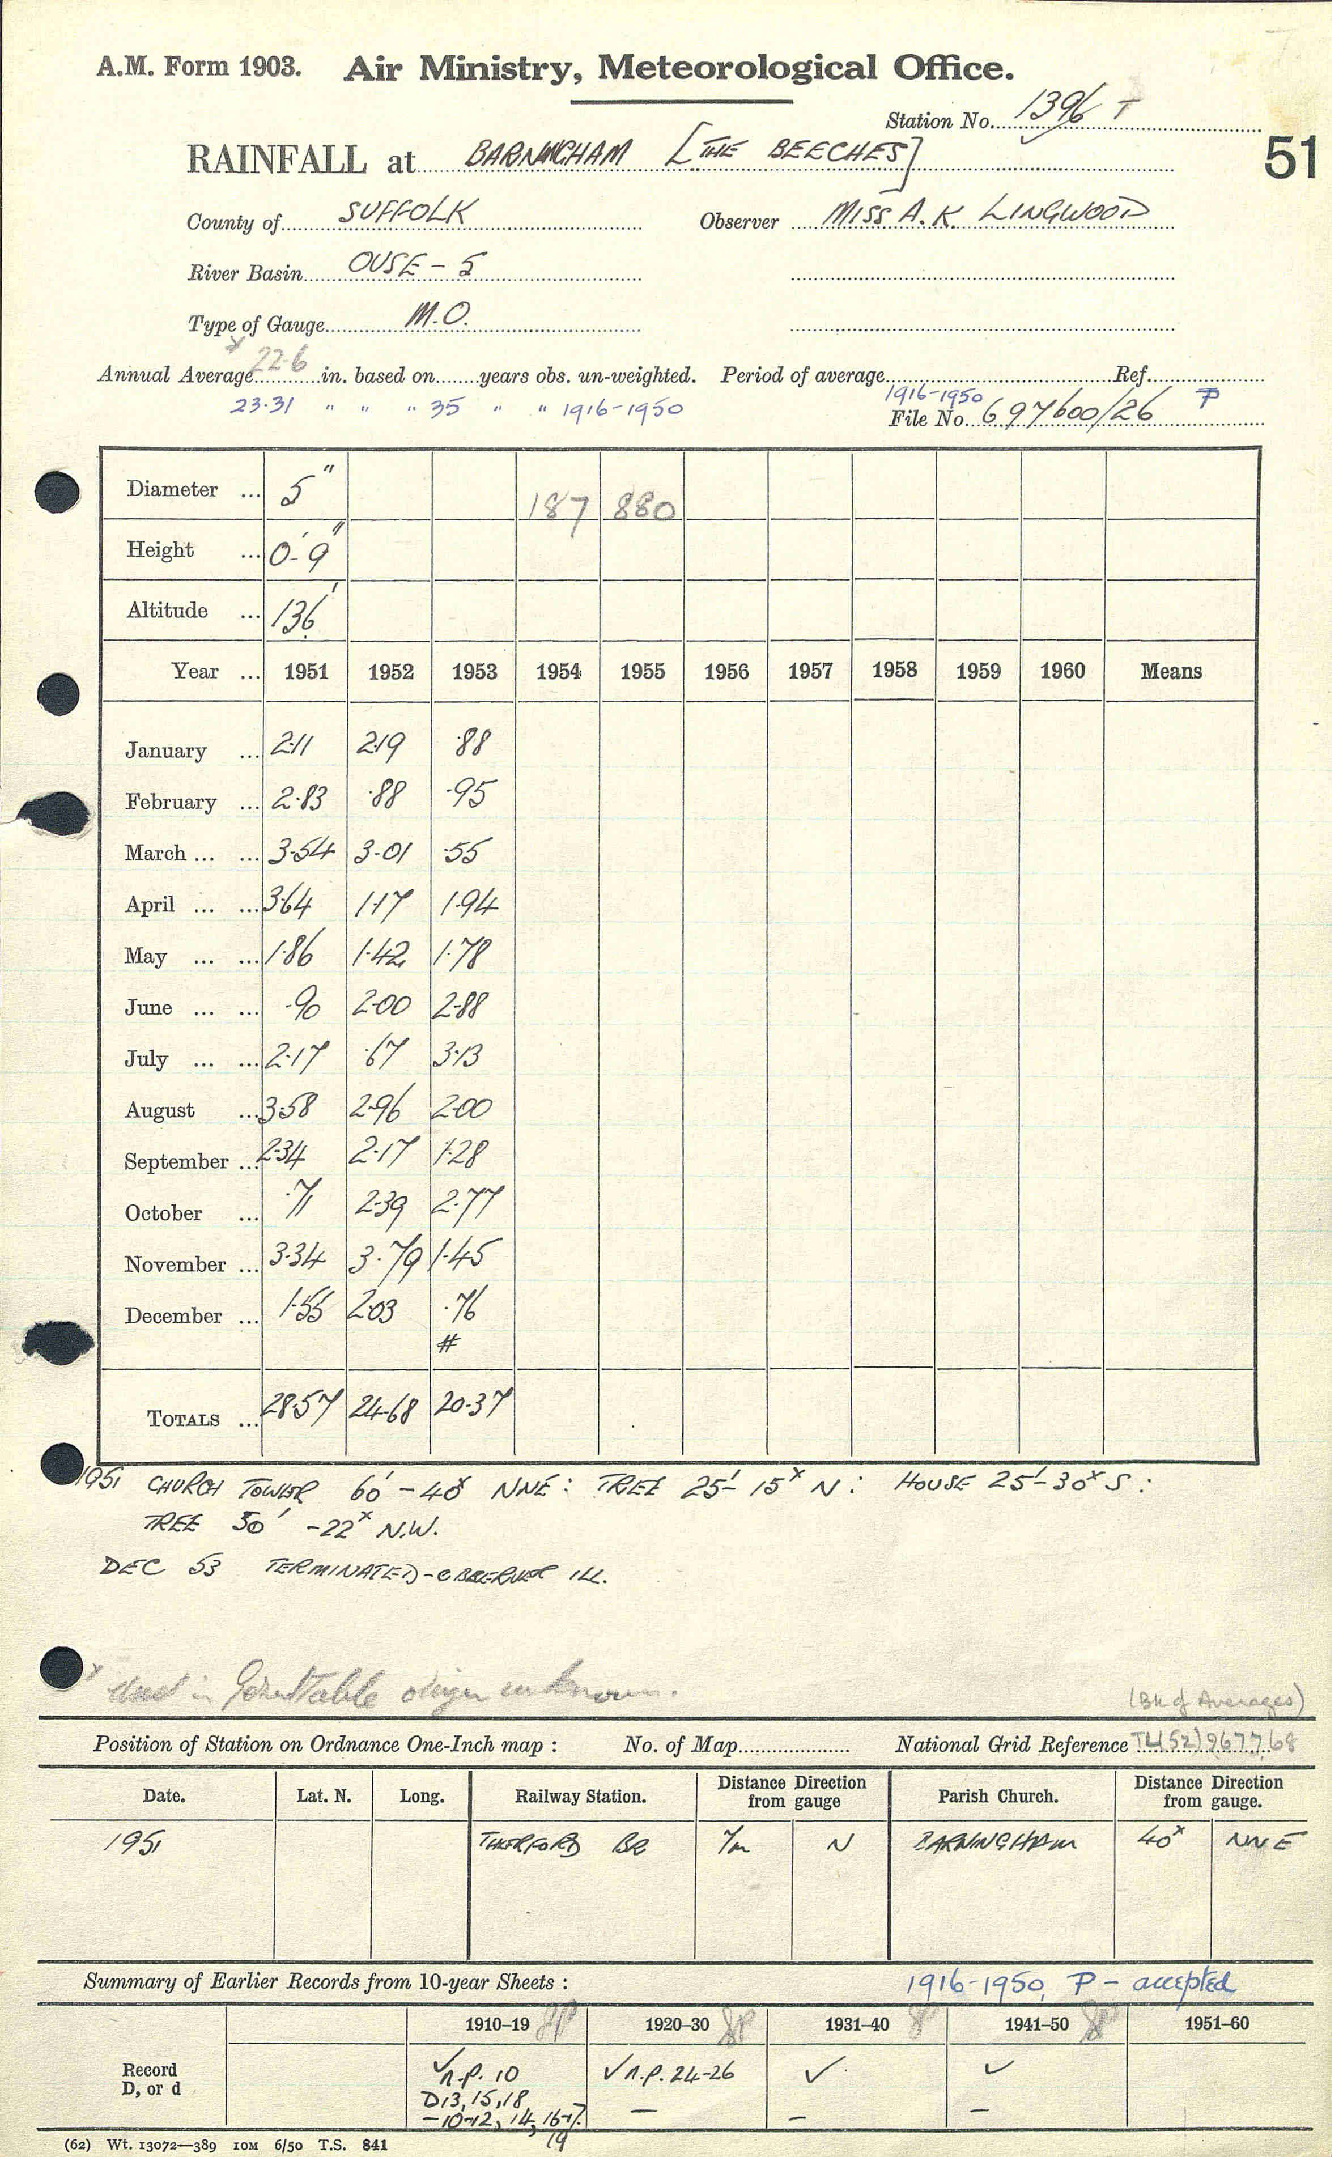 A.M. Form 1903. Air Ministry, Meteorological Office.
Station No. 1396 T
51
RAINFALL at BARNINGHAM [THE BEECHES]
County of SUFFOLK Observer MISS A.K. LINGWOOD
River Basin OUSE - 5
Type of Gauge M.O.
Annual Average x 22.6 in. based on years obs. un-weighted. Period of average 1916-1950 Ref.
23.31 " " " 35 " " 1916-1950 File No. 697600/26 P
Diameter ... 5" 187 880
Height ... 0'-9"
Altitude ... 136'
Year ... 1951 1952 1953 1954 1955 1956 1957 1958 1959 1960 Means
January ... 2.11 2.19 .88
February ... 2.83 .88 .95
March ... ... 3.54 3.01 .55
April ... ... 3.64 1.17 1.94
May ... ... 1.86 1.42 1.78
June ... ... .90 2.00 2.88
July ... ... 2.17 .67 3.13
August ... 3.58 2.96 2.00
September ... 2.34 2.17 1.28
October ... .71 2.39 2.77
November ... 3.34 3.79 1.45
December ... 1.55 2.03 .76
#
TOTALS ... 28.57 24.68 20.37
1951 CHURCH TOWER 60' - 40x NNE : TREE 25'- 15x N : HOUSE 25'- 30x S :
TREE 50' - 22x N.W.
DEC 53 TERMINATED - OBSERVER ILL.
x used in table origin unknown.
(Bk of Averages)
Position of Station on Ordnance One-Inch map : No. of Map National Grid Reference TL(52)967768
Date. Lat. N. Long. Railway Station. Distance Direction from gauge Parish Church. Distance Direction from gauge.
1951 THETFORD BR 7m N BARNINGHAM 40x NNE
Summary of Earlier Records from 10-year Sheets : 1916-1950, P - accepted
1910–19 1920–30 1931–40 1941–50 1951–60
Record D, or d
✓ n.p. 10 ✓ n.p. 24-26 ✓ ✓
D13, 15, 18 — — —
— 10-12, 14, 16-17.
19
(62) Wt. 13072—389 10M 6/50 T.S. 841